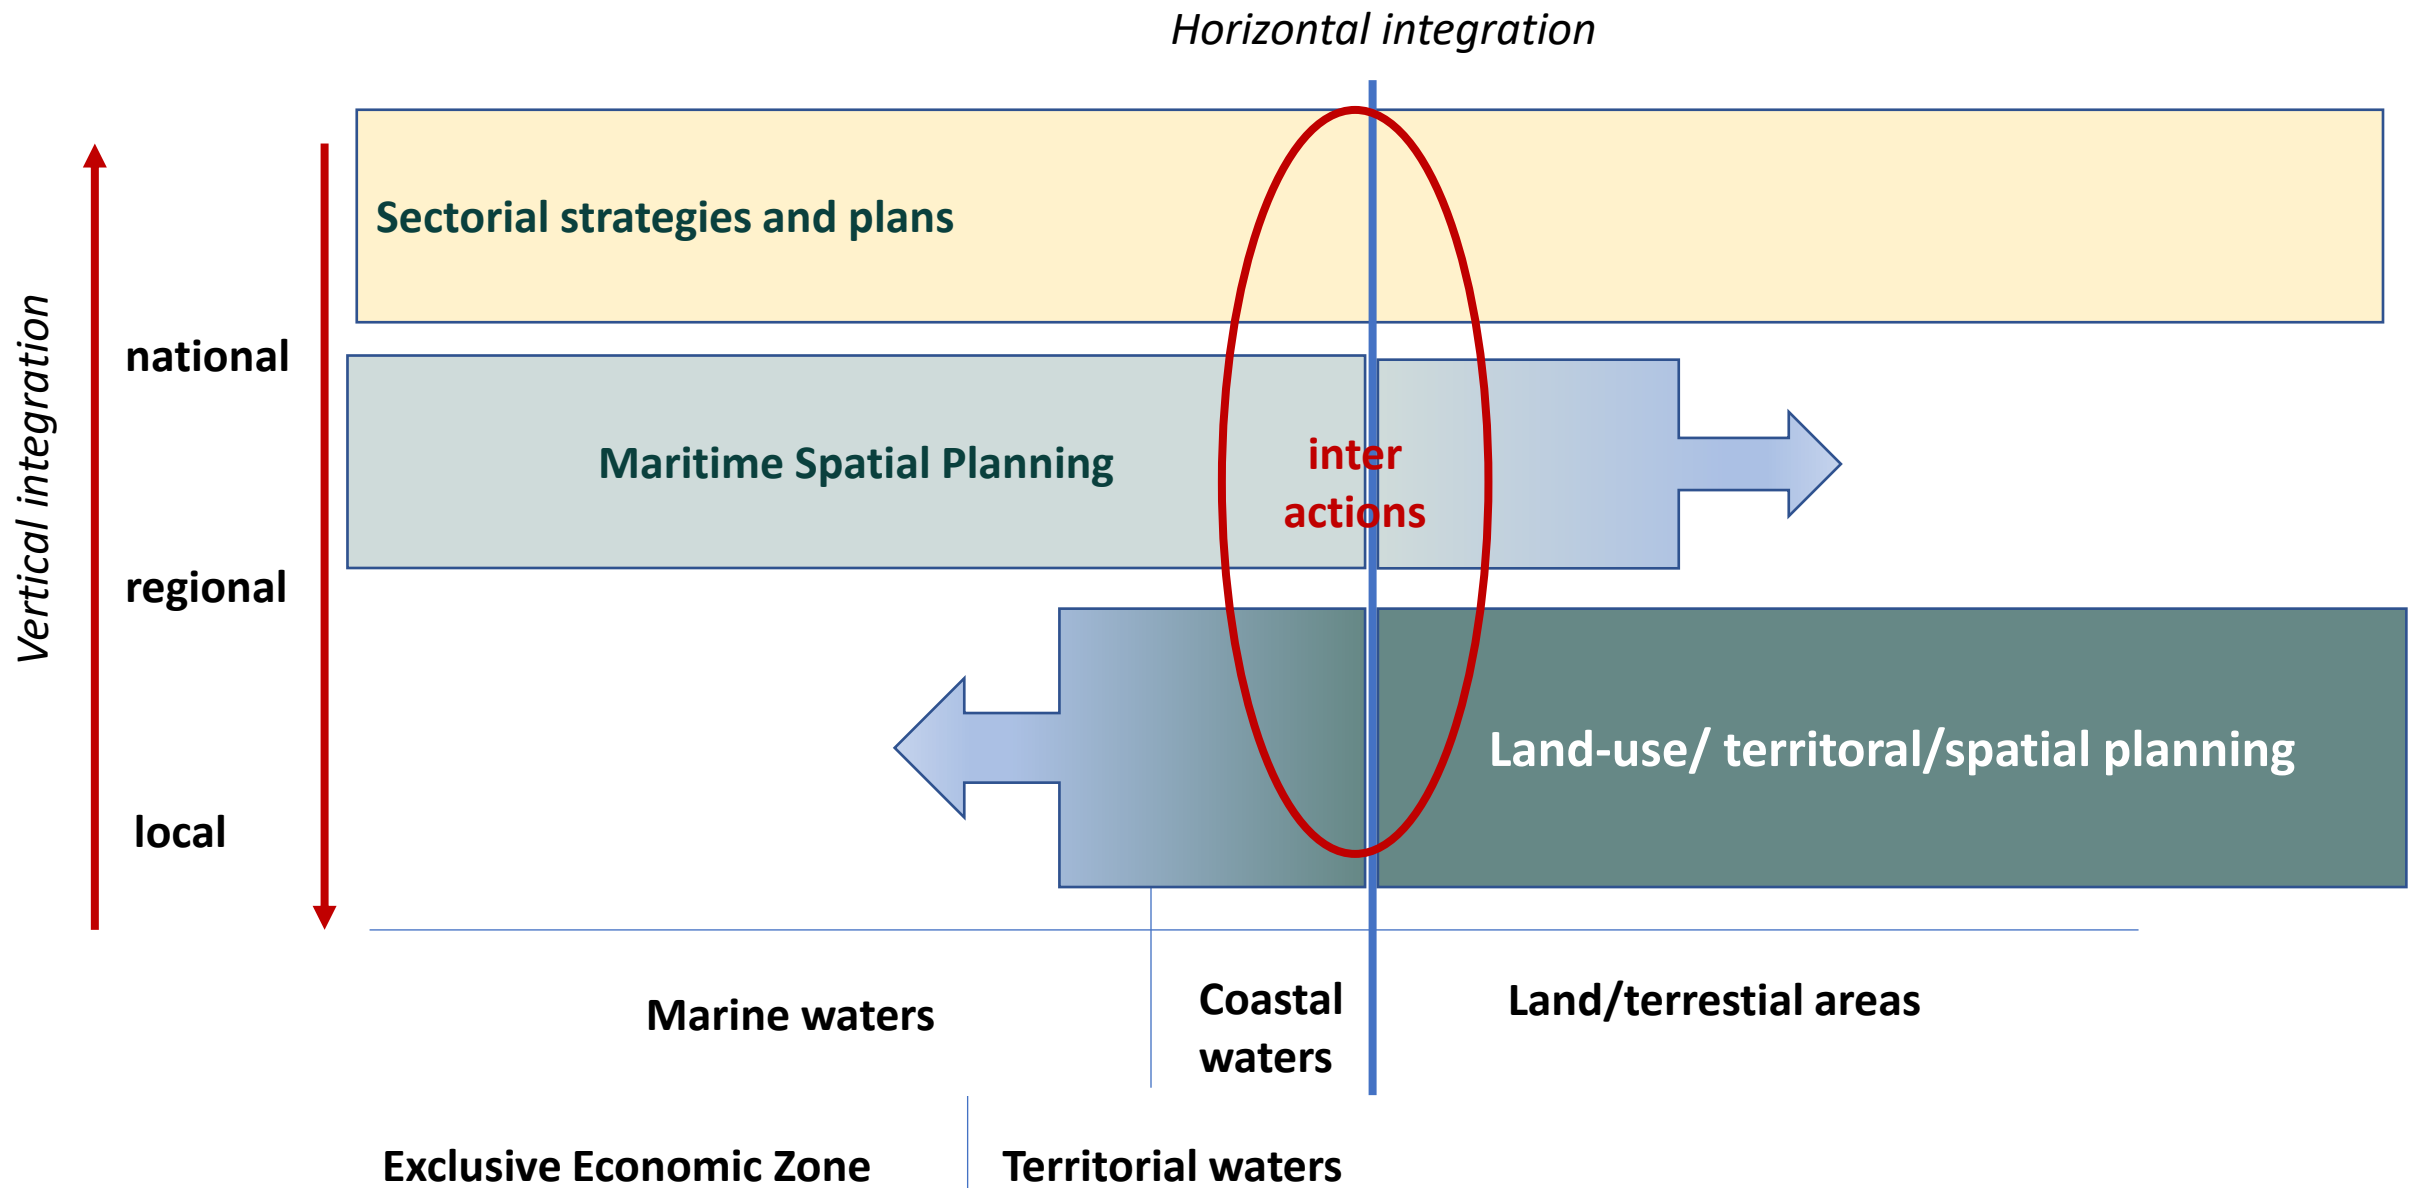 Horizontal integration
Sectorial strategies and plans
Vertical integration
national
Maritime Spatial Planning
inter
actions
regional
Land-use/ territoral/spatial planning
local
Marine waters
Coastal
waters
Land/terrestial areas
Exclusive Economic Zone
Territorial waters